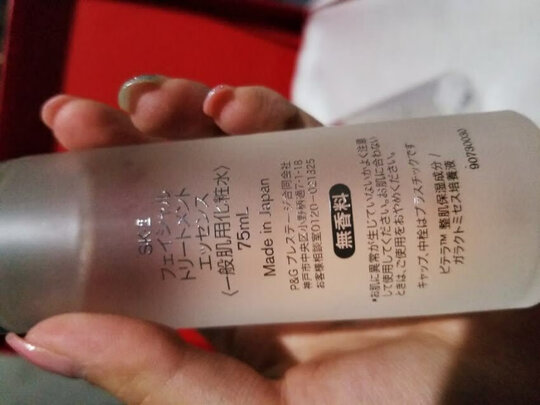 SK-II
フェイシャル
トリートメント
エッセンス
〈一般肌用化粧水〉
75mL
Made in Japan
P&G プレステージ合同会社
神戸市中央区小野柄通7-1-18
お客様相談室0120-021325
無香料
*お肌に異常が生じていないかよく注意
して使用してください。お肌に合わない
ときは、ご使用をおやめください。
キャップ、中栓はプラスチックです
ピテラ™ 整肌保湿成分/
ガラクトミセス培養液
90730030